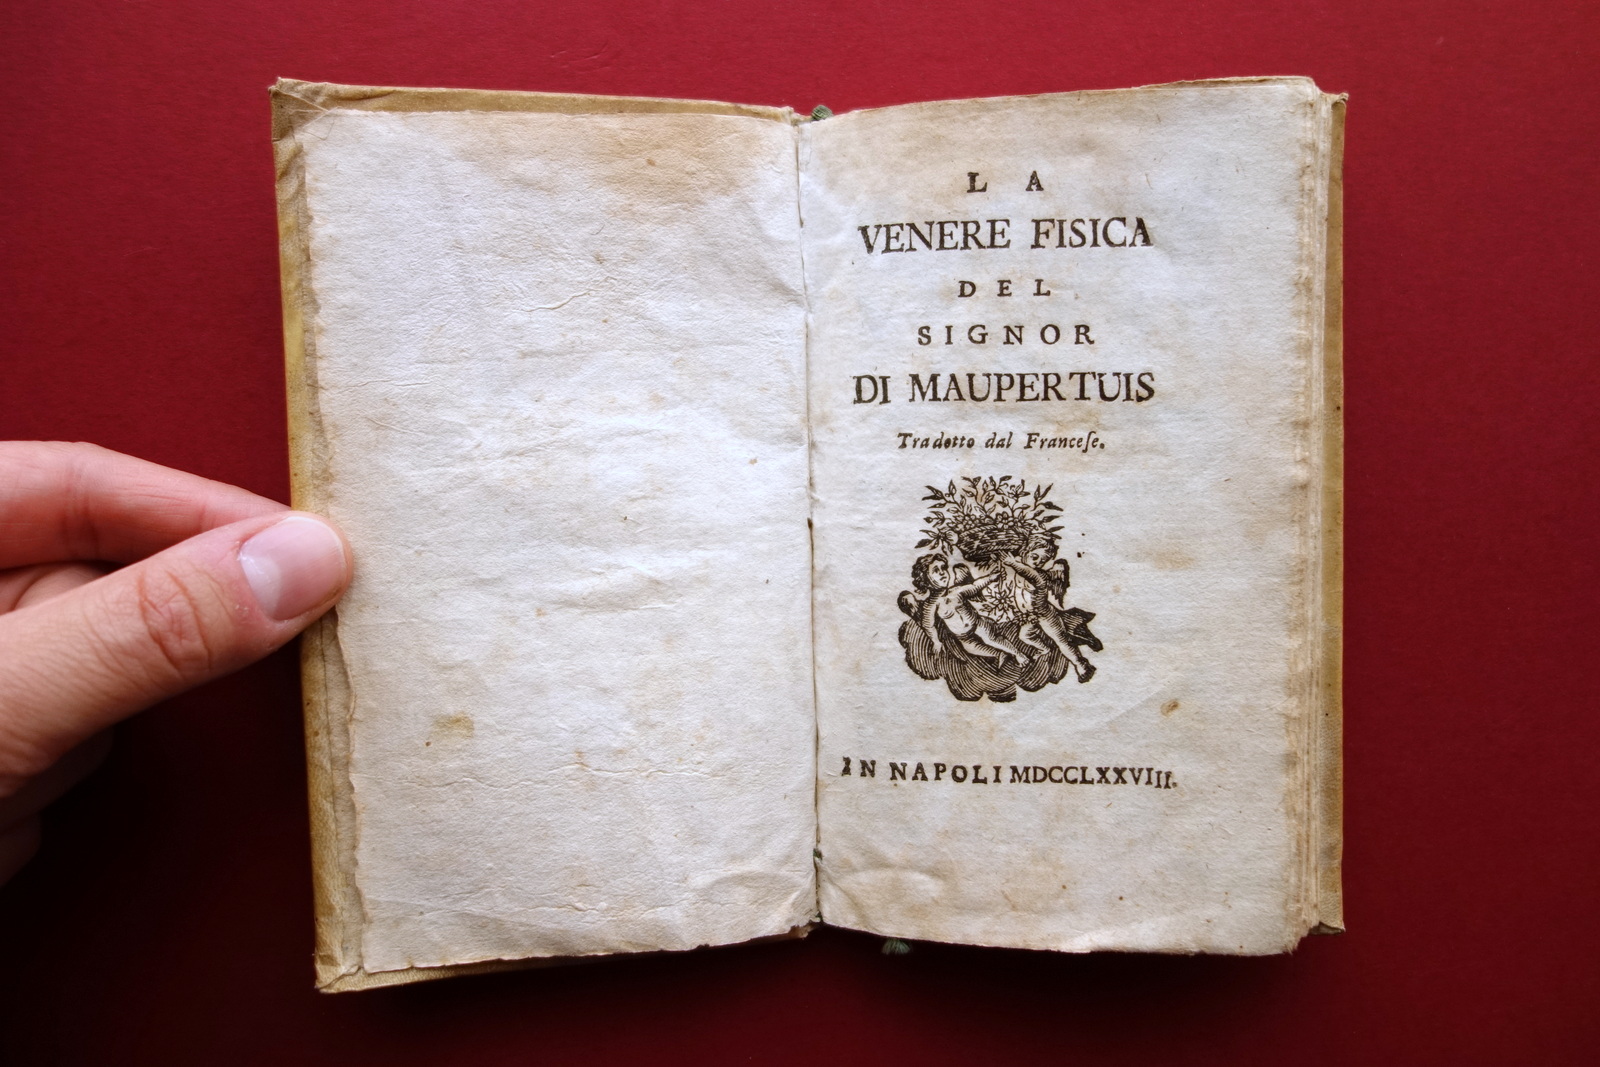 LA
VENERE FISICA
DEL
SIGNOR
DI MAUPERTUIS
Tradotto dal Franceſe.
IN NAPOLI MDCCLXXVIII.